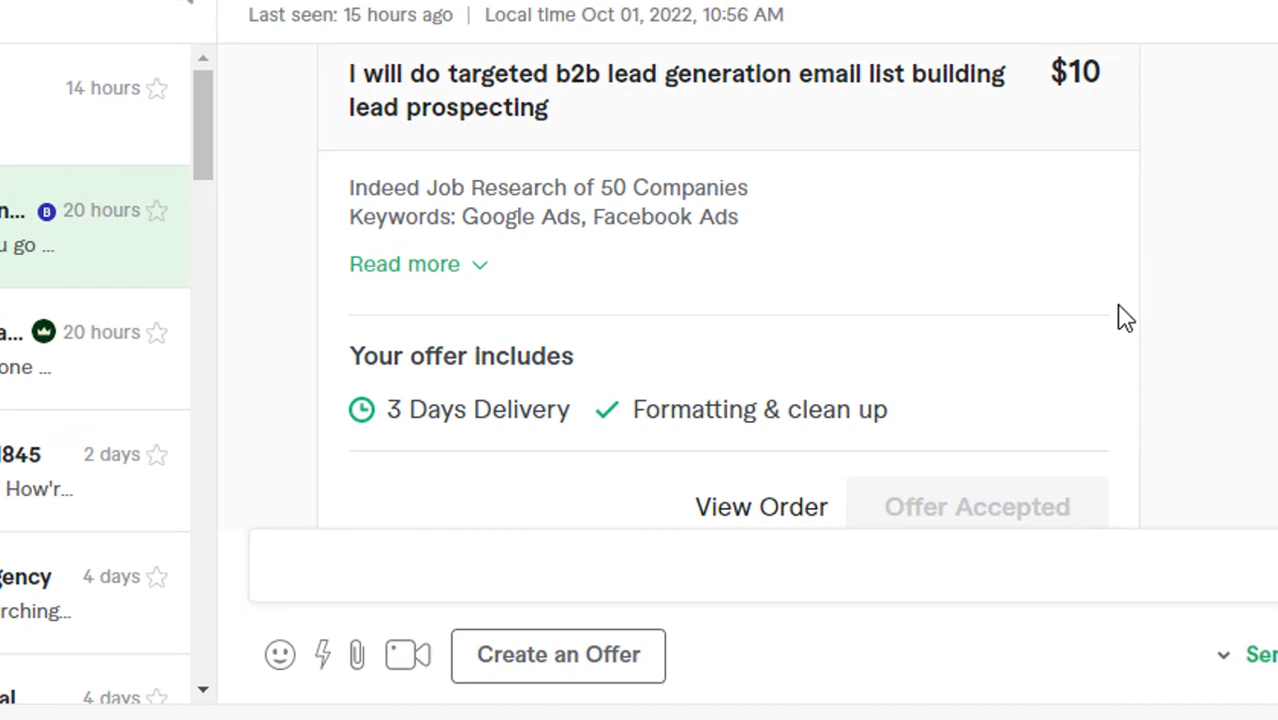 Last seen: 15 hours ago | Local time Oct 01, 2022, 10:56 AM
14 hours
n... B 20 hours
u go ...
a... 20 hours
one ...
1845 2 days
How'r...
gency 4 days
rching...
al 4 days
I will do targeted b2b lead generation email list building $10
lead prospecting
Indeed Job Research of 50 Companies
Keywords: Google Ads, Facebook Ads
Read more
Your offer includes
3 Days Delivery Formatting & clean up
View Order Offer Accepted
Create an Offer
Ser